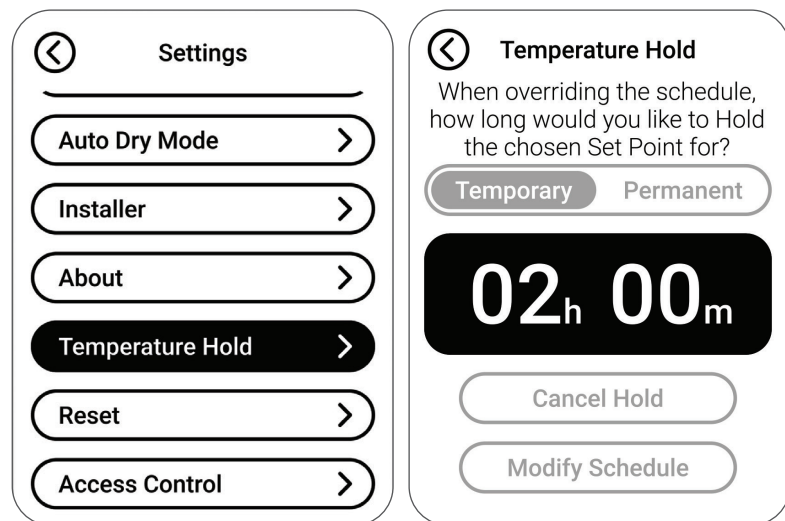 Settings
Auto Dry Mode
Installer
About
Temperature Hold
Reset
Access Control
Temperature Hold
When overriding the schedule,
how long would you like to Hold
the chosen Set Point for?
Temporary Permanent
02h 00m
Cancel Hold
Modify Schedule